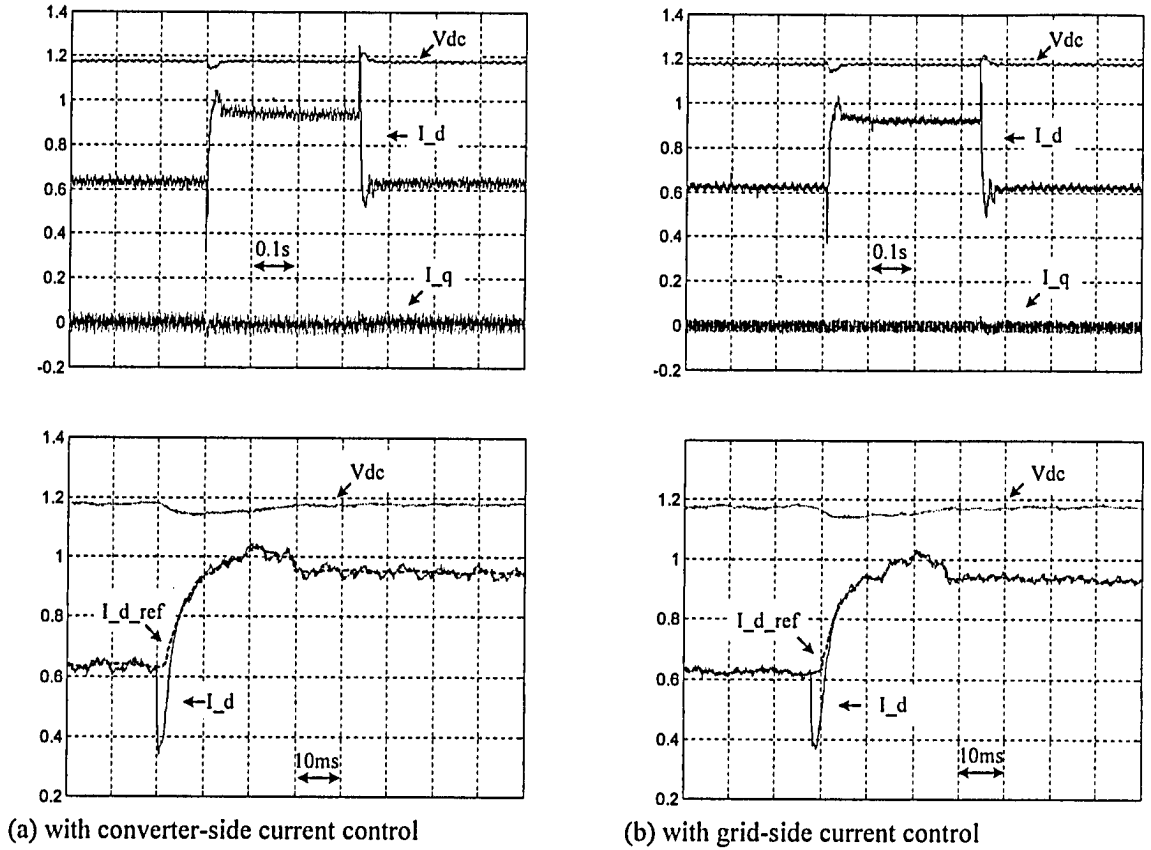 1.4
Vdc
1.2
1
I_d
0.8
0.6
0.4
0.1s
0.2
I_q
0
-0.2
1.4
Vdc
1.2
1
I_d
0.8
0.6
0.4
0.1s
0.2
I_q
0
-0.2
1.4
Vdc
1.2
1
0.8
I_d_ref
0.6
I_d
0.4
10ms
0.2
1.4
Vdc
1.2
1
0.8
I_d_ref
0.6
I_d
0.4
10ms
0.2
(a) with converter-side current control
(b) with grid-side current control